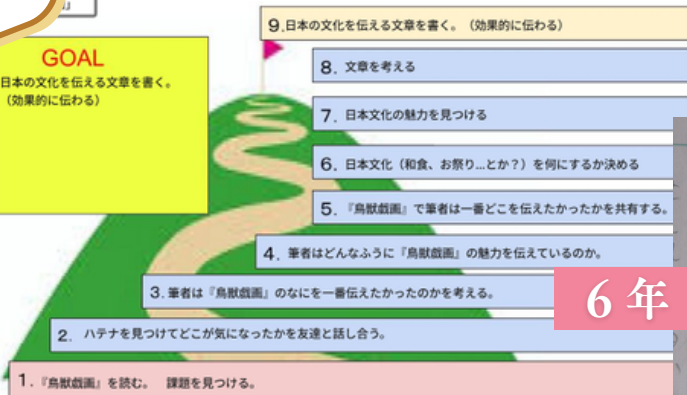 9.日本の文化を伝える文章を書く。（効果的に伝わる）
GOAL
日本の文化を伝える文章を書く。
（効果的に伝わる）
8. 文章を考える
7. 日本文化の魅力を見つける
6. 日本文化（和食、お祭り...とか？）を何にするか決める
5. 『鳥獣戯画』で筆者は一番どこを伝えたかったかを共有する。
4. 筆者はどんなふうに『鳥獣戯画』の魅力を伝えているのか。
3. 筆者は『鳥獣戯画』のなにを一番伝えたかったのかを考える。
6年
2. ハテナを見つけてどこが気になったかを友達と話し合う。
1.『鳥獣戯画』を読む。　課題を見つける。